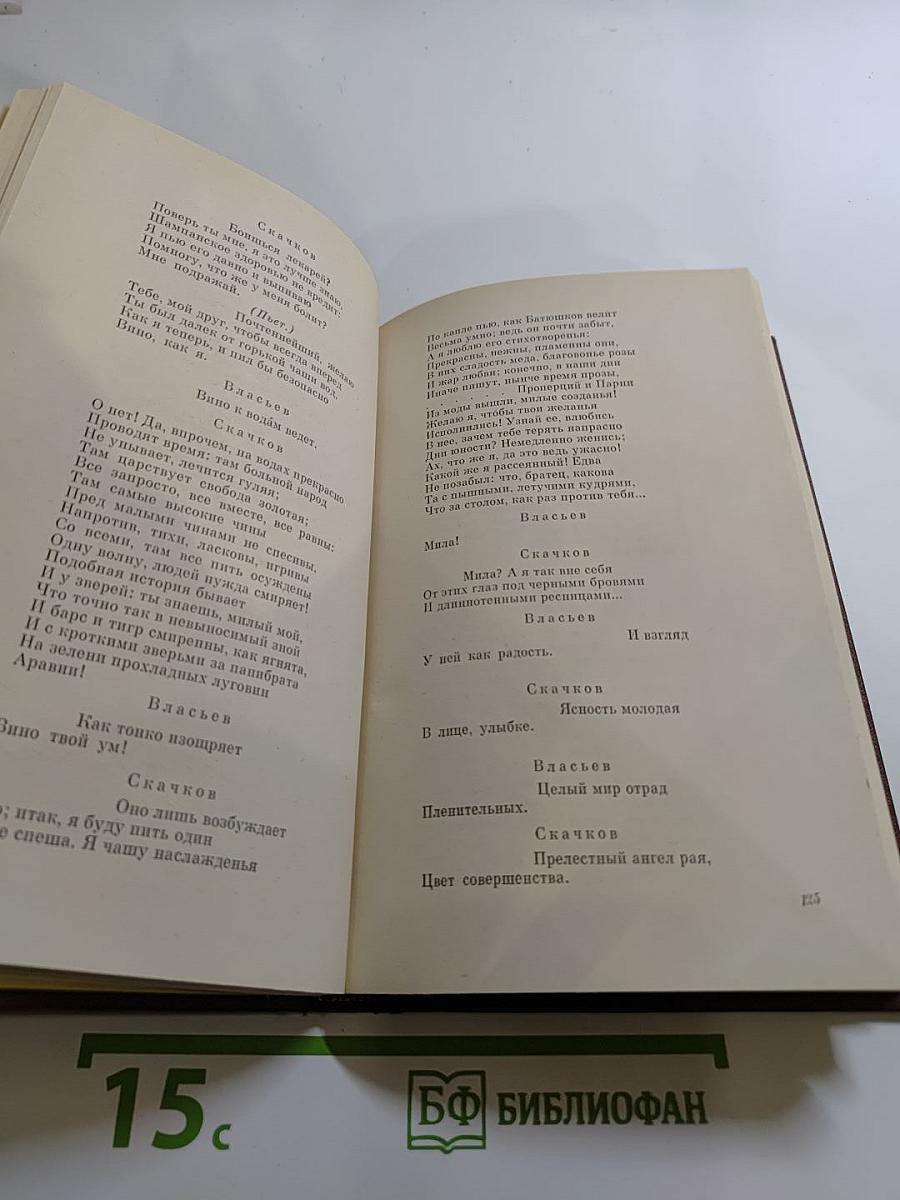 Скачков
Боишься лекарей?
Поверь ты мне, я это лучше знаю,
Шампанское здоровью не вредит;
Я пью его давно и выпиваю
Помногу, что же у меня болит?
Мне подражай.
(Пьет.)
Почтеннейший, желаю
Тебе, мой друг, чтобы всегда вперед
Ты был далек от горькой чаши вод,
Как я теперь, и пил бы безопасно
Вино, как я.
Власьев
Вино к вода́м ведет.
Скачков
О нет! Да, впрочем, на водах прекрасно
Проводят время: там больной народ
Не унывает, лечится гуляя;
Там царствует свобода золотая;
Все запросто, все вместе, все равны:
Там самые высокие чины
Пред малыми чинами не спесивы,
Напротив, тихи, ласковы, игривы
Со всеми, там все пить осуждены
Одну волну, людей нужда смиряет!
Подобная история бывает
И у зверей: ты знаешь, милый мой,
Что точно так в невыносимый зной
И барс и тигр смиренны, как ягнята,
И с кроткими зверьми за панибрата
На зелени прохладных луговин
Аравии!
Власьев
Как тонко изощряет
Вино твой ум!
Скачков
Оно лишь возбуждает
; итак, я буду пить один
е спеша. Я чашу наслажденья
По капле пью, как Батюшков велит
Весьма умно; ведь он почти забыт,
А я люблю его стихотворенья:
Прекрасны, нежны, пламенны они,
В них сладость меда, благовонье розы
И жар любви; конечно, в наши дни
Иначе пишут, нынче время прозы,
. . . . . . Проперций и Парни
Из моды вышли, милые созданья!
Желаю я, чтобы твои желанья
Исполнились! Узнай ее, влюбись
В нее, зачем тебе терять напрасно
Дни юности? Немедленно женись;
Ах, что же я, да это ведь ужасно!
Какой же я рассеянный! Едва
Не позабыл: что, братец, какова
Та с пышными, летучими кудрями,
Что за столом, как раз против тебя...
Власьев
Мила!
Скачков
Мила? А я так вне себя
От этих глаз под черными бровями
И длиннотенными ресницами...
Власьев
И взгляд
У ней как радость.
Скачков
Ясность молодая
В лице, улыбке.
Власьев
Целый мир отрад
Пленительных.
Скачков
Прелестный ангел рая,
Цвет совершенства.
125
15 с
БФ БИБЛИОФАН